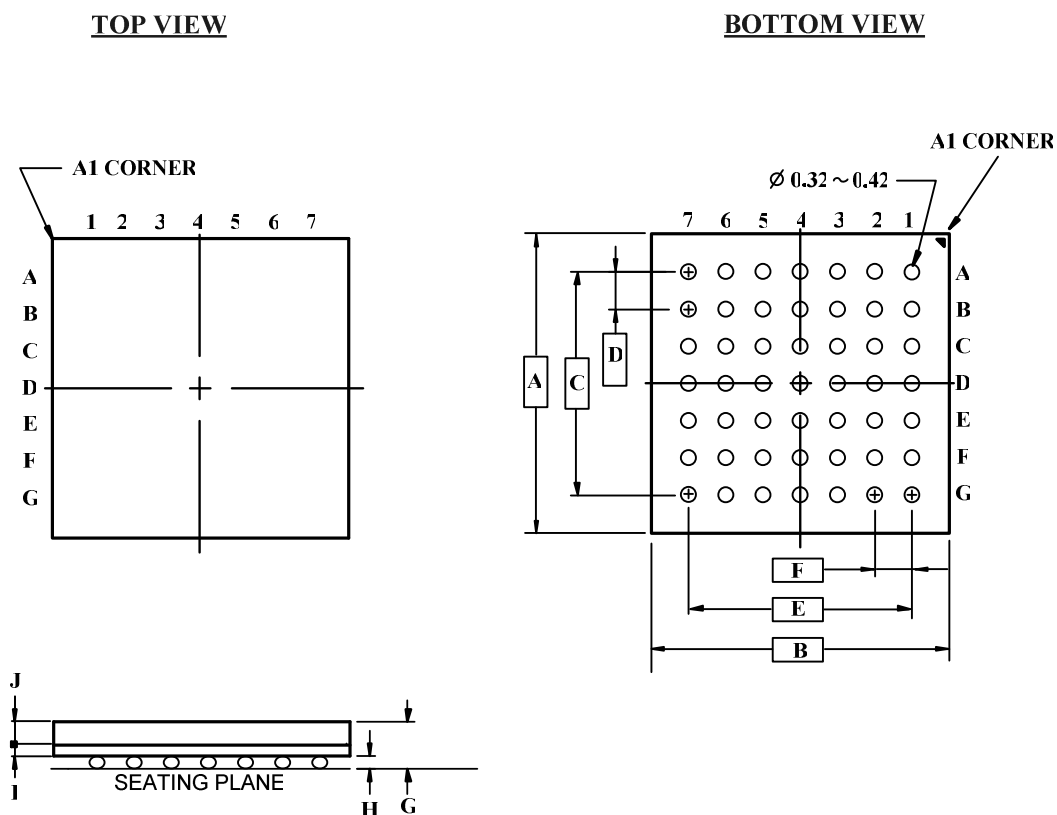 TOP VIEW
BOTTOM VIEW
A1 CORNER
1 2 3 4 5 6 7
A
B
C
D
E
F
G
A1 CORNER
Ø 0.32~0.42
7 6 5 4 3 2 1
A
B
C
D
E
F
G
D
A
C
F
E
B
J
I
SEATING PLANE
H
G